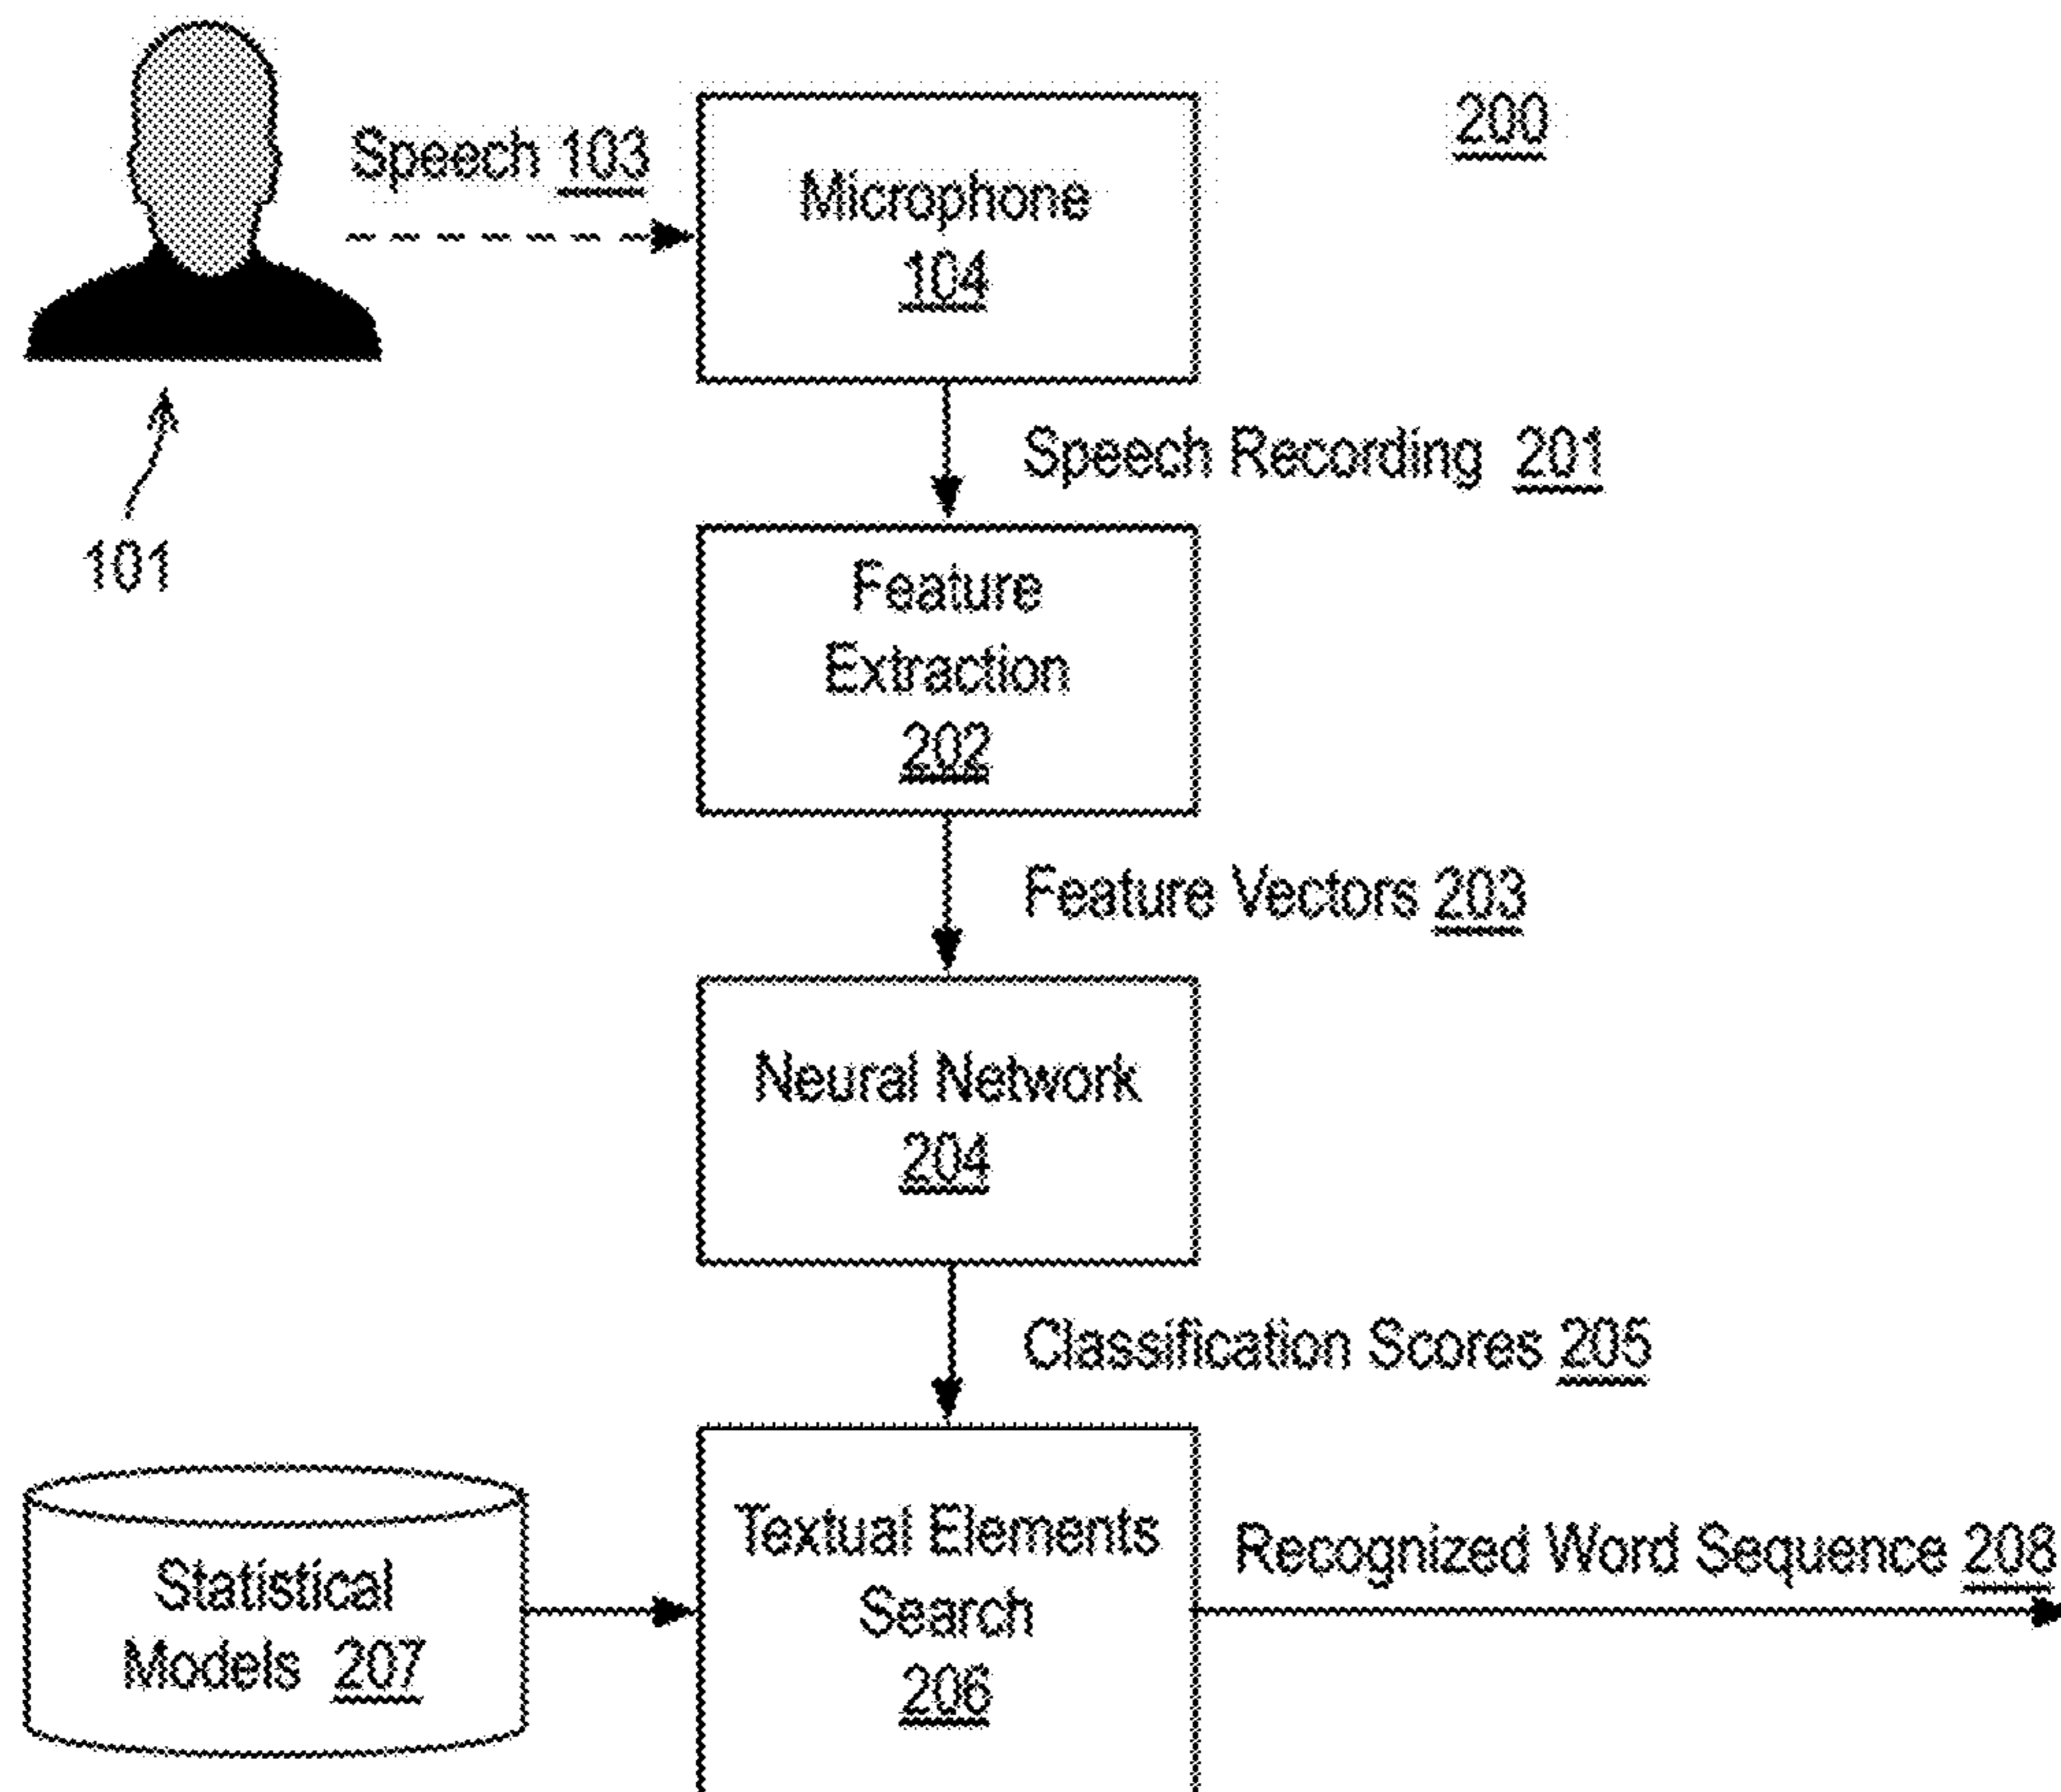 200
Speech 103
Microphone
104
101
Speech Recording 201
Feature
Extraction
202
Feature Vectors 203
Neural Network
204
Classification Scores 205
Statistical
Models 207
Textual Elements
Search
206
Recognized Word Sequence 208